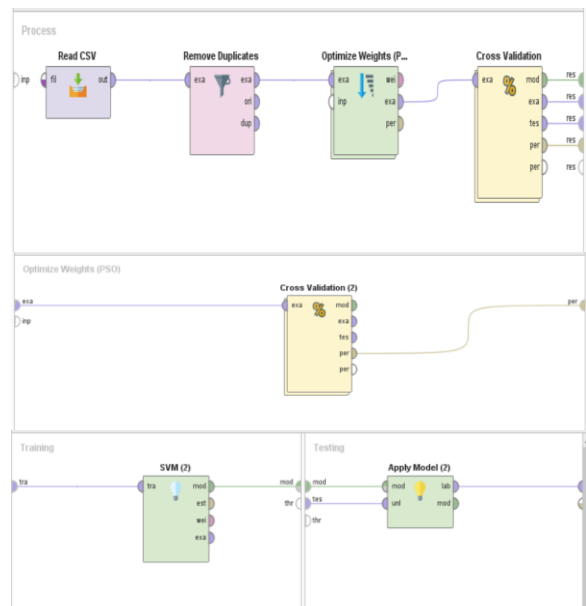 Process
Read CSV
Remove Duplicates
Optimize Weights (P...
Cross Validation
inp
fil
out
exa
exa
ori
dup
exa
inp
wei
exa
per
exa
mod
exa
tes
per
per
res
res
res
res
res
Optimize Weights (PSO)
Cross Validation (2)
exa
inp
exa
mod
exa
tes
per
per
per
Training
SVM (2)
tra
tra
mod
est
wei
exa
mod
thr
Testing
Apply Model (2)
mod
tes
thr
mod
unl
lab
mod